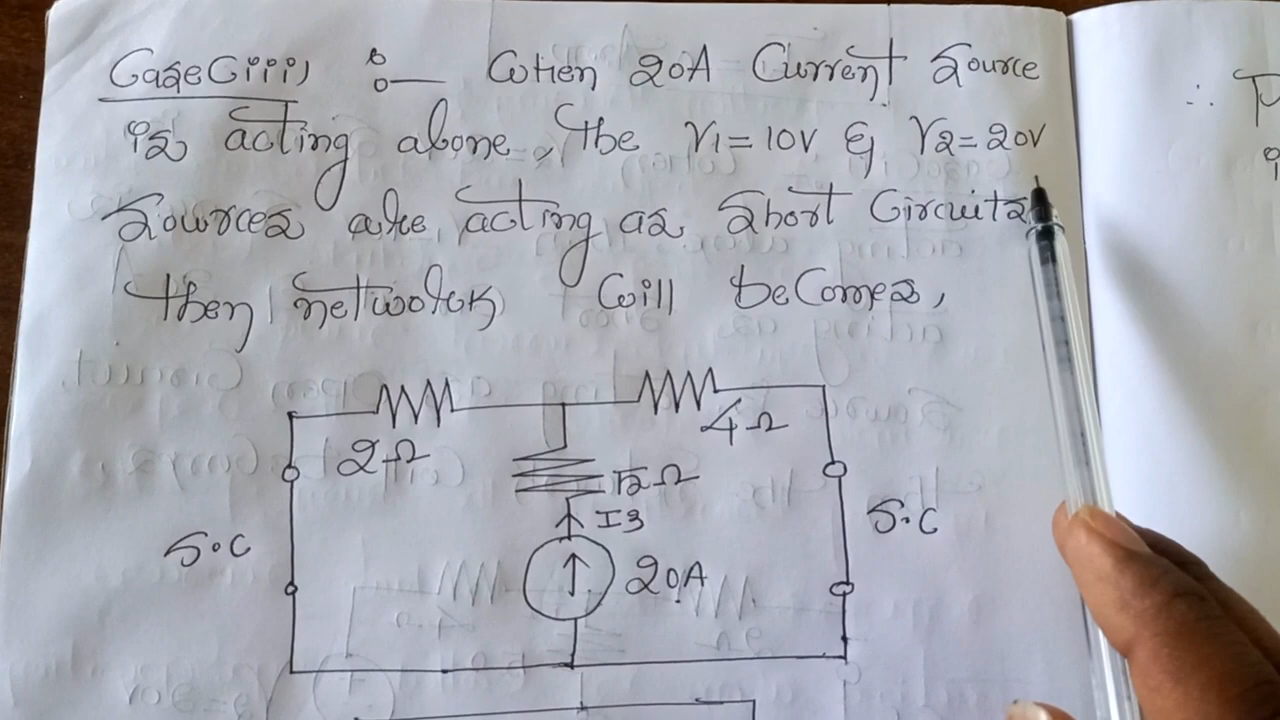 Case(iii) :—  When 20A Current Source
is acting alone, the V1=10V & V2=20V
Sources are acting as Short Circuits
then network will becomes,
2Ω
4Ω
12Ω
I3
S.C
S.C
20A